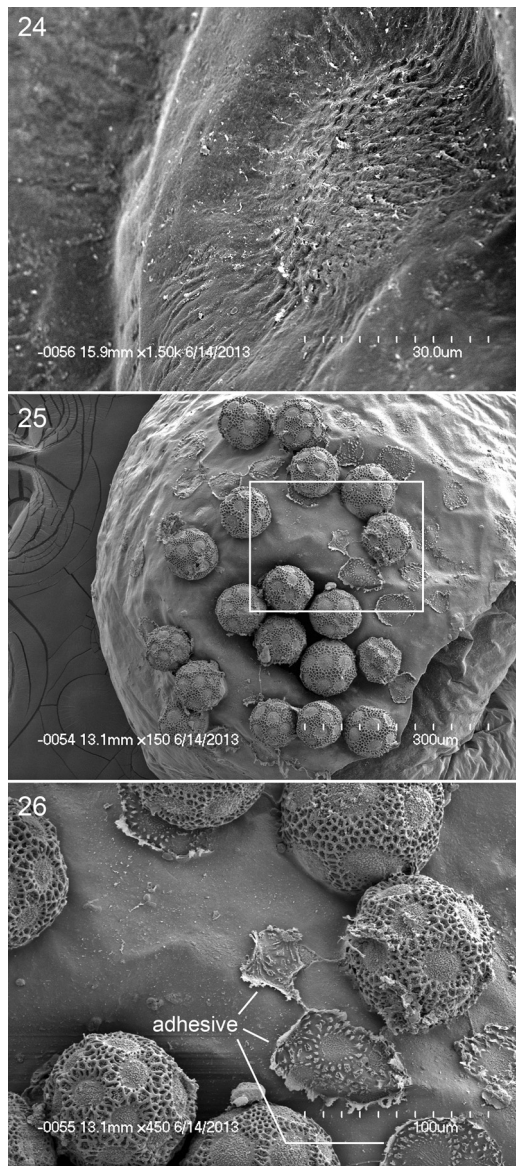 24
-0056 15.9mm x1.50k 6/14/2013
30.0um
25
-0054 13.1mm x150 6/14/2013
300um
26
adhesive
-0055 13.1mm x450 6/14/2013
100um